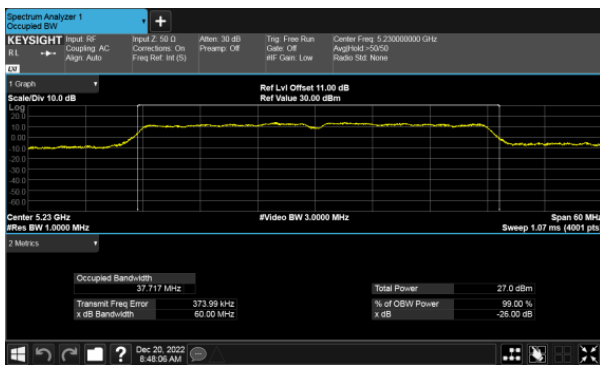 Spectrum Analyzer 1
Occupied BW
KEYSIGHT Input: RF Input Z: 50 Ω Atten: 30 dB Trig: Free Run Center Freq: 5.230000000 GHz
RL Coupling: AC Corrections: On Preamp: Off Gate: Off Avg|Hold:>50/50
Align: Auto Freq Ref: Int (S) #IF Gain: Low Radio Std: None
LXI
1 Graph Ref Lvl Offset 11.00 dB
Scale/Div 10.0 dB Ref Value 30.00 dBm
Log
20.0
10.0
0.00
-10.0
-20.0
-30.0
-40.0
-50.0
-60.0
Center 5.23 GHz #Video BW 3.0000 MHz Span 60 MHz
#Res BW 1.0000 MHz Sweep 1.07 ms (4001 pts)
2 Metrics
Occupied Bandwidth
37.717 MHz Total Power 27.0 dBm
Transmit Freq Error 373.99 kHz % of OBW Power 99.00 %
x dB Bandwidth 60.00 MHz x dB -26.00 dB
? Dec 20, 2022
8:48:06 AM